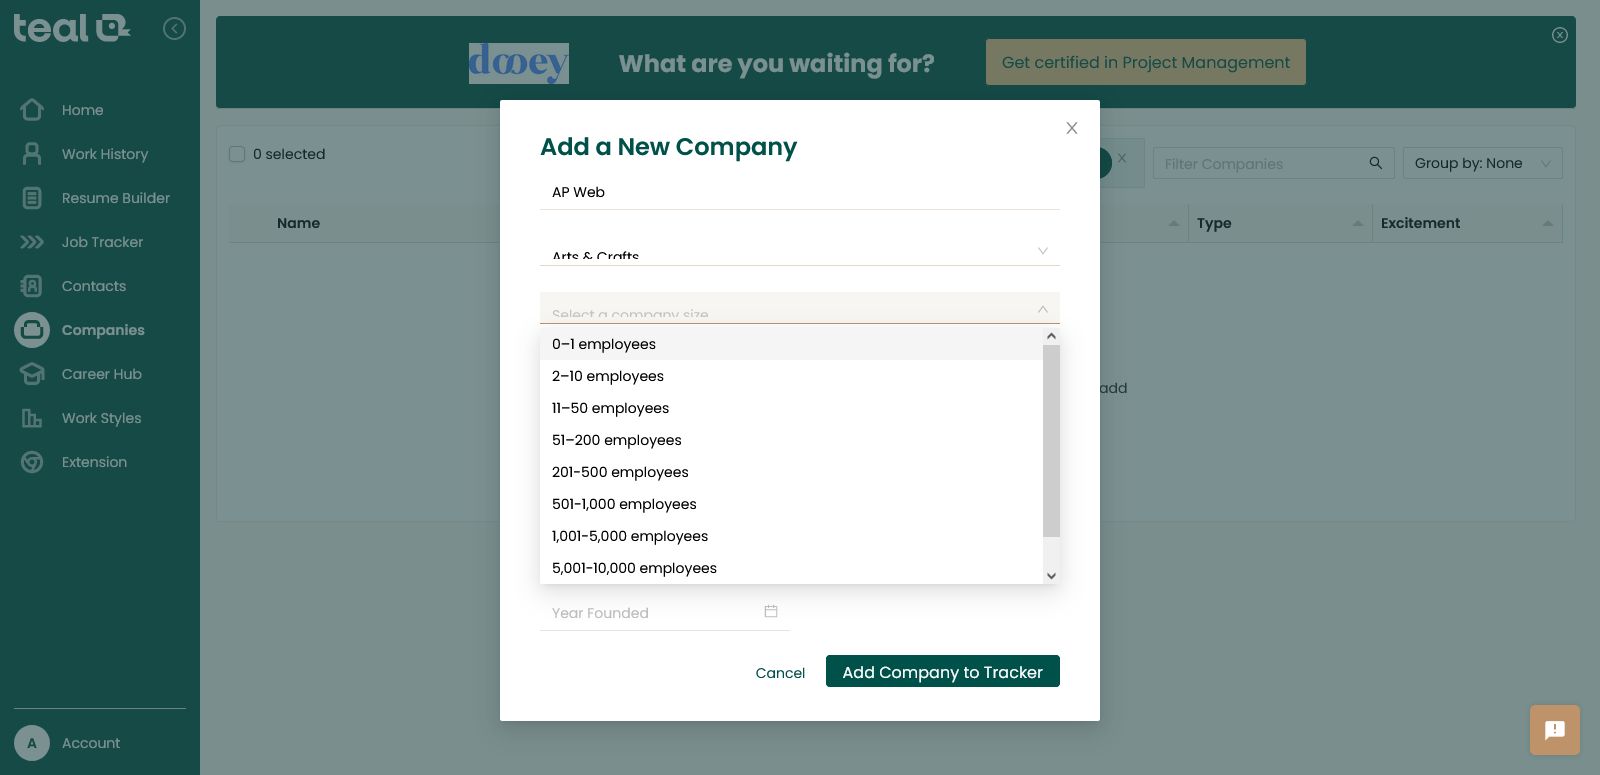 teal
dooey
What are you waiting for?
Get certified in Project Management
Home
Work History
Resume Builder
Job Tracker
Contacts
Companies
Career Hub
Work Styles
Extension
A
Account
0 selected
Filter Companies
Group by: None
Name
Type
Excitement
add
Add a New Company
AP Web
Arts & Crafts
Select a company size
0–1 employees
2–10 employees
11–50 employees
51–200 employees
201-500 employees
501-1,000 employees
1,001-5,000 employees
5,001-10,000 employees
Year Founded
Cancel
Add Company to Tracker